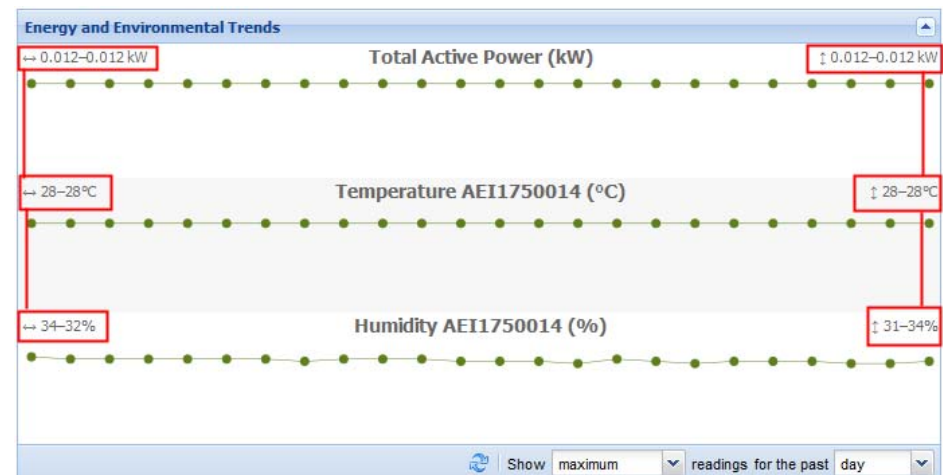 Energy and Environmental Trends
↔ 0.012–0.012 kW Total Active Power (kW) ↕ 0.012–0.012 kW
↔ 28–28°C Temperature AEI1750014 (°C) ↕ 28–28°C
↔ 34–32% Humidity AEI1750014 (%) ↕ 31–34%
Show maximum readings for the past day